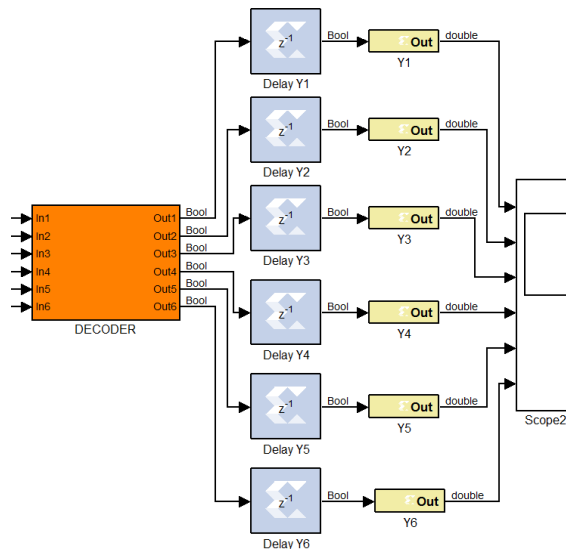 z-1
Bool
Out
double
Delay Y1
Y1
z-1
Bool
Out
double
Delay Y2
Y2
z-1
Bool
Out
double
Delay Y3
Y3
In1
Out1
Bool
In2
Out2
Bool
In3
Out3
Bool
In4
Out4
Bool
In5
Out5
Bool
In6
Out6
Bool
DECODER
z-1
Bool
Out
double
Delay Y4
Y4
z-1
Bool
Out
double
Delay Y5
Y5
Scope2
z-1
Bool
Out
double
Delay Y6
Y6